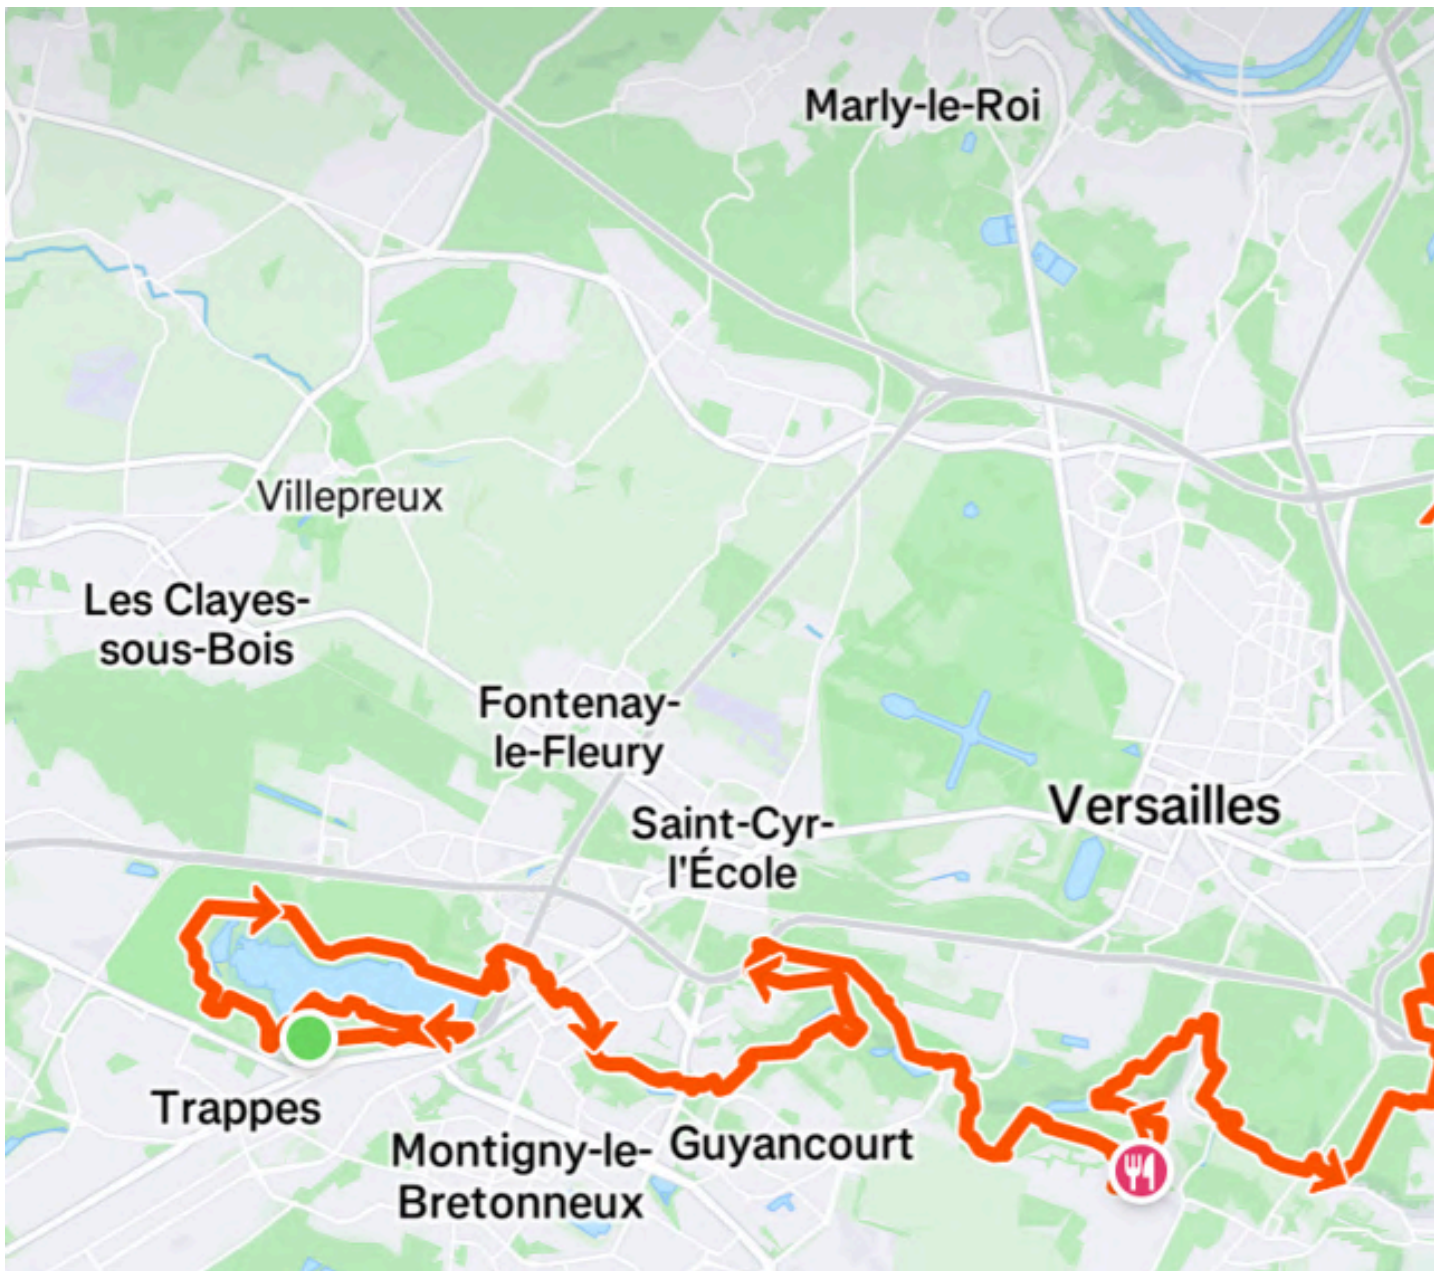 Marly-le-Roi
Villepreux
Les Clayes-
sous-Bois
Fontenay-
le-Fleury
Versailles
Saint-Cyr-
l'École
Trappes
Montigny-le-
Bretonneux
Guyancourt